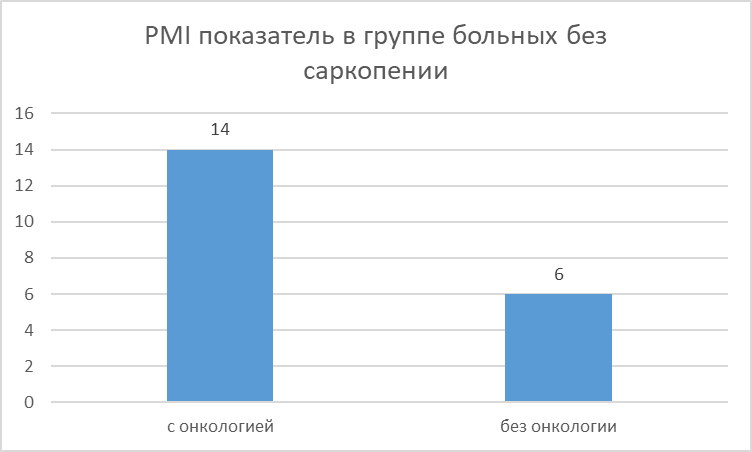 PMI показатель в группе больных без
саркопении
16
14
12
10
8
6
4
2
0
14
6
с онкологией
без онкологии